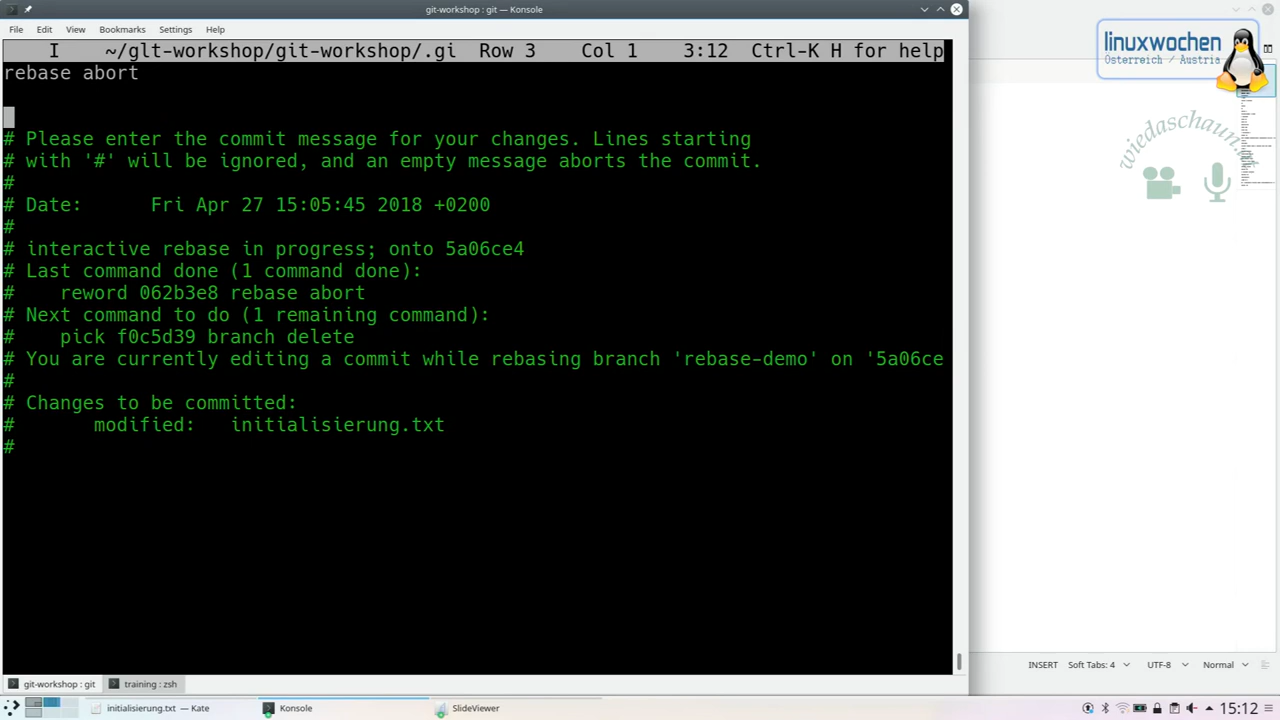 git-workshop : git — Konsole
File Edit View Bookmarks Settings Help
I ~/glt-workshop/git-workshop/.gi Row 3 Col 1 3:12 Ctrl-K H for help
rebase abort
# Please enter the commit message for your changes. Lines starting
# with '#' will be ignored, and an empty message aborts the commit.
#
# Date: Fri Apr 27 15:05:45 2018 +0200
#
# interactive rebase in progress; onto 5a06ce4
# Last command done (1 command done):
# reword 062b3e8 rebase abort
# Next command to do (1 remaining command):
# pick f0c5d39 branch delete
# You are currently editing a commit while rebasing branch 'rebase-demo' on '5a06ce
#
# Changes to be committed:
# modified: initialisierung.txt
#
git-workshop : git
training : zsh
linuxwochen
Österreich / Austria
INSERT Soft Tabs: 4 UTF-8 Normal
initialisierung.txt — Kate
Konsole
SlideViewer
15:12